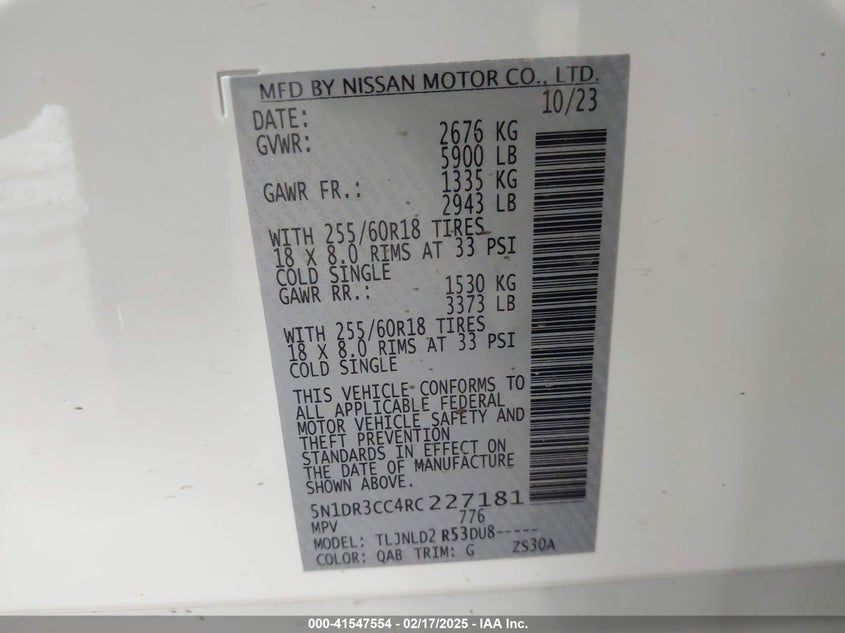 MFD BY NISSAN MOTOR CO., LTD.
DATE: 10/23
GVWR: 2676 KG
5900 LB
GAWR FR.: 1335 KG
2943 LB
WITH 255/60R18 TIRES
18 X 8.0 RIMS AT 33 PSI
COLD SINGLE
GAWR RR.: 1530 KG
3373 LB
WITH 255/60R18 TIRES
18 X 8.0 RIMS AT 33 PSI
COLD SINGLE
THIS VEHICLE CONFORMS TO
ALL APPLICABLE FEDERAL
MOTOR VEHICLE SAFETY AND
THEFT PREVENTION
STANDARDS IN EFFECT ON
THE DATE OF MANUFACTURE
SHOWN ABOVE.
5N1DR3CC4RC227181
MPV 776
MODEL: TLJNLD2 R53DU8-----
COLOR: QAB TRIM: G ZS30A
000-41547554 / 02/17/2025 - IAA Inc.